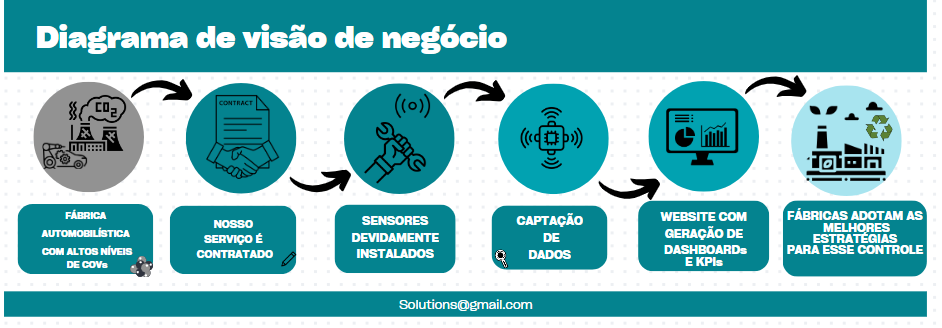 Diagrama de visão de negócio
CO2
CONTRACT
FÁBRICA
AUTOMOBILÍSTICA
COM ALTOS NÍVEIS
DE COVs
NOSSO
SERVIÇO É
CONTRATADO
SENSORES
DEVIDAMENTE
INSTALADOS
CAPTAÇÃO
DE
DADOS
WEBSITE COM
GERAÇÃO DE
DASHBOARDs
E KPIs
FÁBRICAS ADOTAM AS
MELHORES
ESTRATÉGIAS
PARA ESSE CONTROLE
Solutions@gmail.com